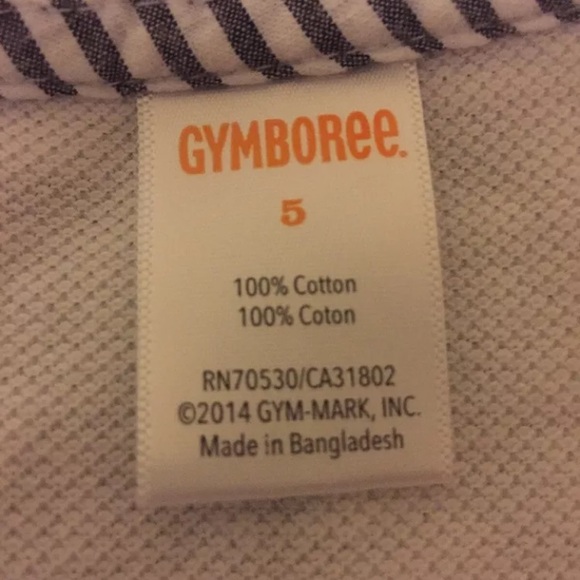 GYMBOREE.
5
100% Cotton
100% Coton
RN70530/CA31802
©2014 GYM-MARK, INC.
Made in Bangladesh